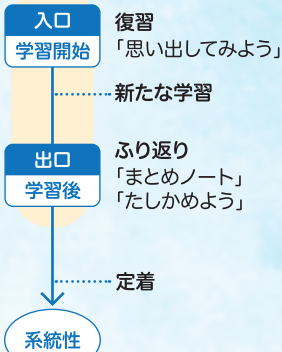 入口
学習開始
復習
「思い出してみよう」
新たな学習
出口
学習後
ふり返り
「まとめノート」
「たしかめよう」
定着
系統性